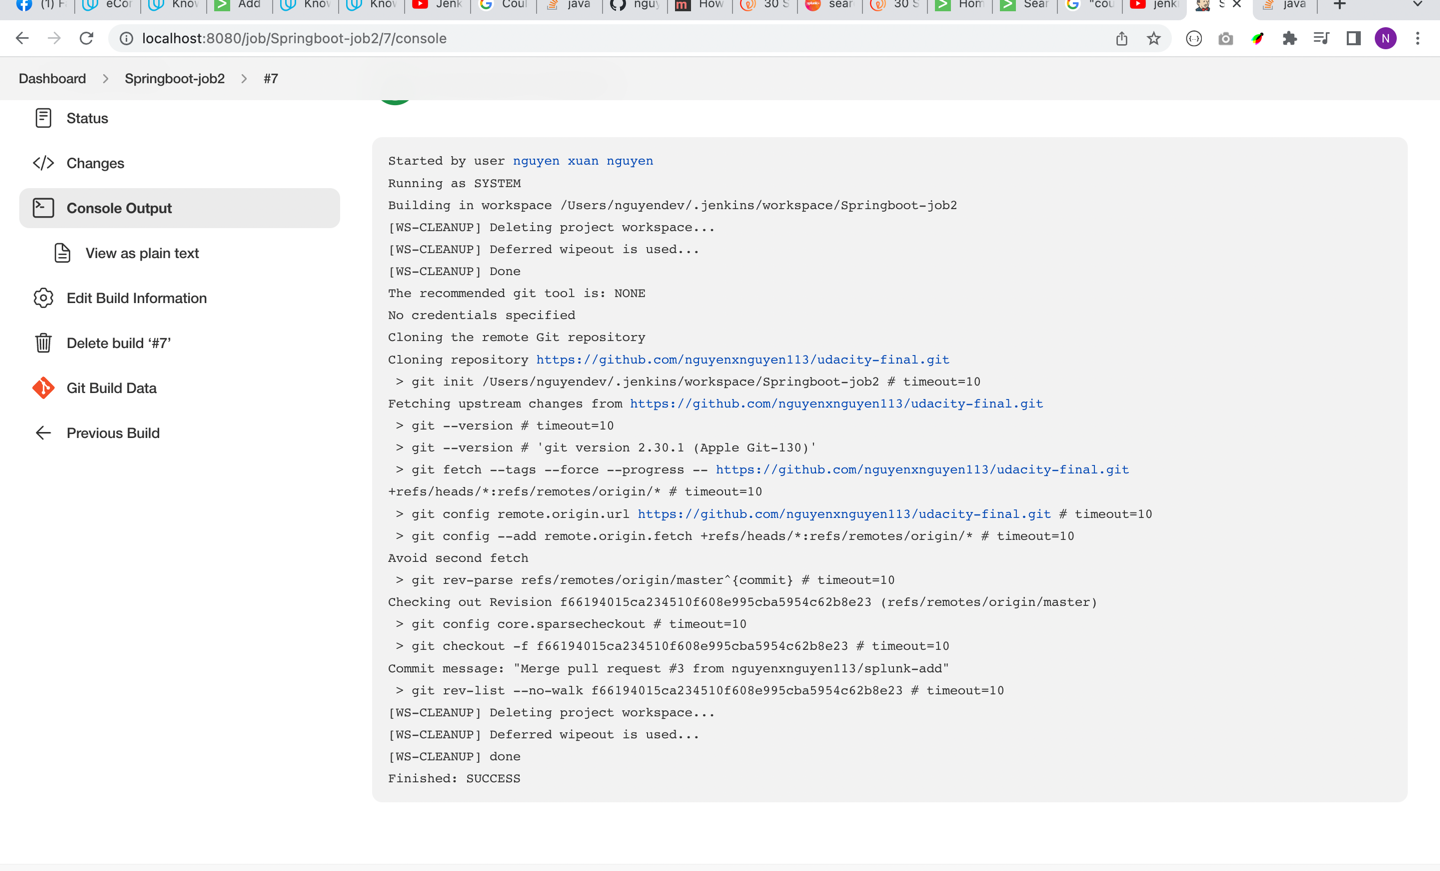 (1) F
eCor
Know
Add
Know
Know
Jenk
Coul
java
nguy
How
30 S
sear
30 S
Hom
Sear
"cou
jenk
S
java
localhost:8080/job/Springboot-job2/7/console
N
Dashboard > Springboot-job2 > #7
Status
Changes
Console Output
View as plain text
Edit Build Information
Delete build ‘#7’
Git Build Data
Previous Build
Started by user nguyen xuan nguyen
Running as SYSTEM
Building in workspace /Users/nguyendev/.jenkins/workspace/Springboot-job2
[WS-CLEANUP] Deleting project workspace...
[WS-CLEANUP] Deferred wipeout is used...
[WS-CLEANUP] Done
The recommended git tool is: NONE
No credentials specified
Cloning the remote Git repository
Cloning repository https://github.com/nguyenxnguyen113/udacity-final.git
> git init /Users/nguyendev/.jenkins/workspace/Springboot-job2 # timeout=10
Fetching upstream changes from https://github.com/nguyenxnguyen113/udacity-final.git
> git --version # timeout=10
> git --version # 'git version 2.30.1 (Apple Git-130)'
> git fetch --tags --force --progress -- https://github.com/nguyenxnguyen113/udacity-final.git
+refs/heads/*:refs/remotes/origin/* # timeout=10
> git config remote.origin.url https://github.com/nguyenxnguyen113/udacity-final.git # timeout=10
> git config --add remote.origin.fetch +refs/heads/*:refs/remotes/origin/* # timeout=10
Avoid second fetch
> git rev-parse refs/remotes/origin/master^{commit} # timeout=10
Checking out Revision f66194015ca234510f608e995cba5954c62b8e23 (refs/remotes/origin/master)
> git config core.sparsecheckout # timeout=10
> git checkout -f f66194015ca234510f608e995cba5954c62b8e23 # timeout=10
Commit message: "Merge pull request #3 from nguyenxnguyen113/splunk-add"
> git rev-list --no-walk f66194015ca234510f608e995cba5954c62b8e23 # timeout=10
[WS-CLEANUP] Deleting project workspace...
[WS-CLEANUP] Deferred wipeout is used...
[WS-CLEANUP] done
Finished: SUCCESS